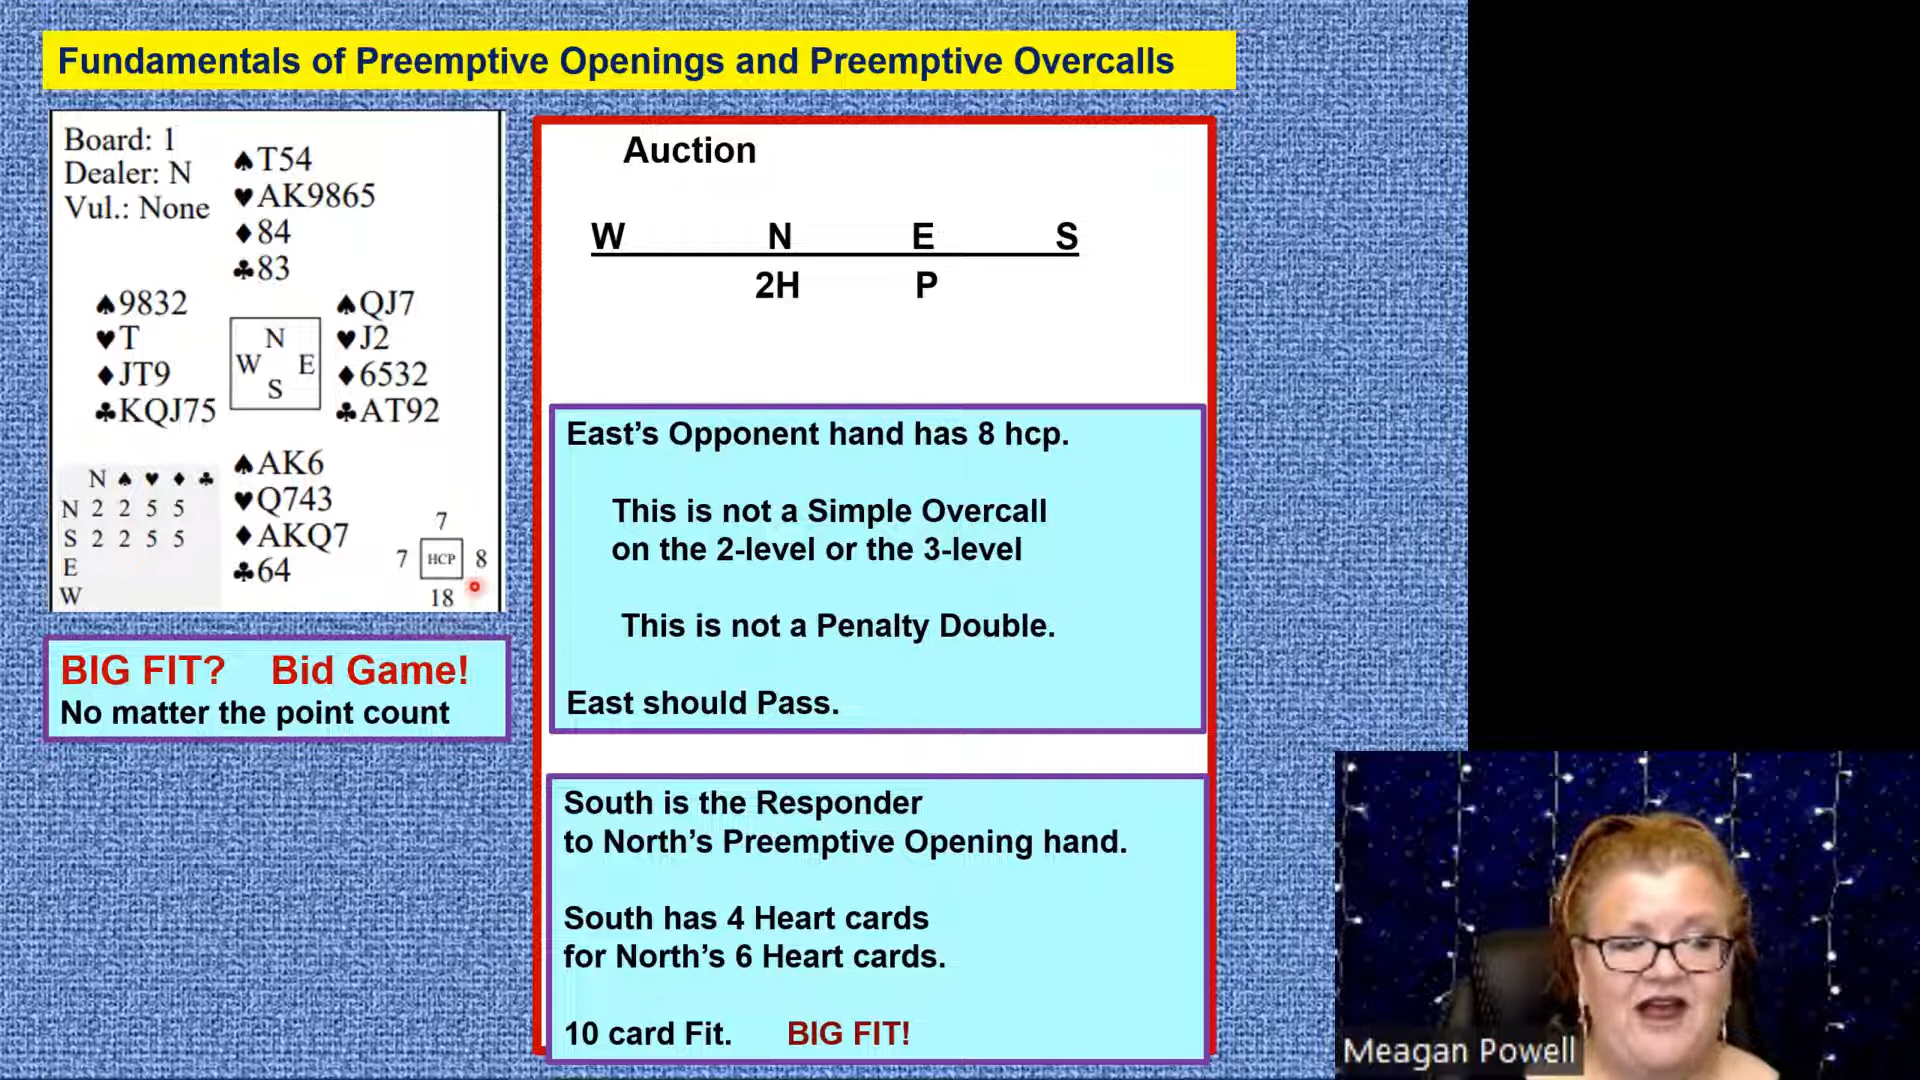 Fundamentals of Preemptive Openings and Preemptive Overcalls
Board: 1
Dealer: N
Vul.: None
♠T54
♥AK9865
♦84
♣83
♠9832
♥T
♦JT9
♣KQJ75
N
W E
S
♠QJ7
♥J2
♦6532
♣AT92
♠AK6
♥Q743
♦AKQ7
♣64
N ♠ ♥ ♦ ♣
N 2 2 5 5
S 2 2 5 5
E
W
7
7 HCP 8
18
BIG FIT? Bid Game!
No matter the point count
Auction
W N E S
2H P
East’s Opponent hand has 8 hcp.
This is not a Simple Overcall
on the 2-level or the 3-level
This is not a Penalty Double.
East should Pass.
South is the Responder
to North’s Preemptive Opening hand.
South has 4 Heart cards
for North’s 6 Heart cards.
10 card Fit. BIG FIT!
Meagan Powell